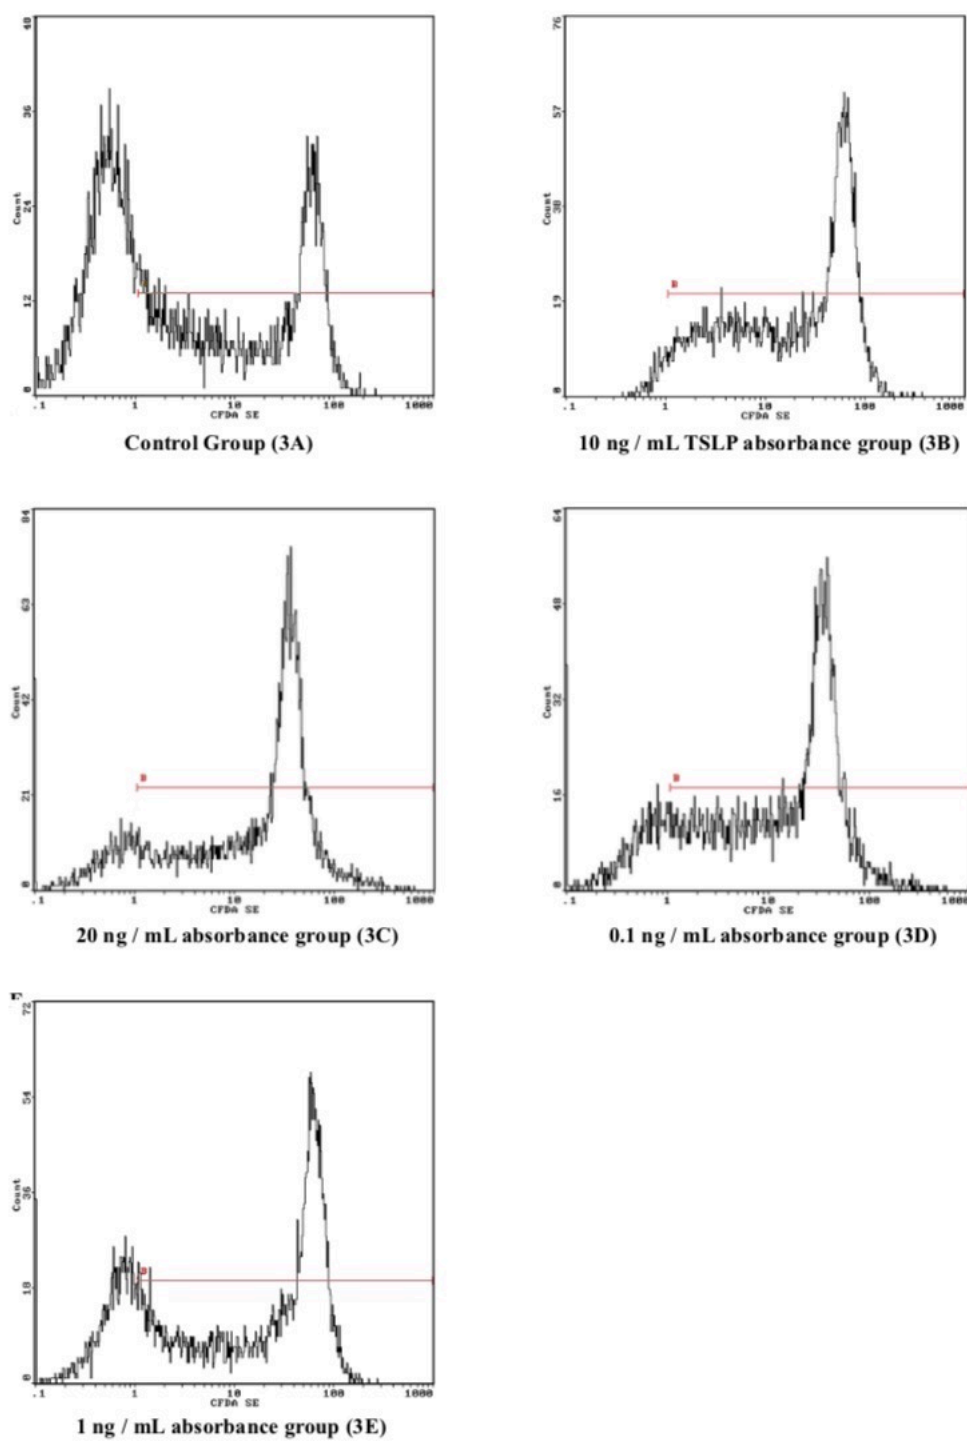 48
36
24
12
0
Count
B
.1 1 10 100 1000
CFDA SE
Control Group (3A)
76
57
38
19
0
Count
B
.1 1 10 100 1000
CFDA SE
10 ng / mL TSLP absorbance group (3B)
84
63
42
21
0
Count
B
.1 1 10 100 1000
CFDA SE
20 ng / mL absorbance group (3C)
64
48
32
16
0
Count
B
.1 1 10 100 1000
CFDA SE
0.1 ng / mL absorbance group (3D)
72
54
36
18
0
Count
B
.1 1 10 100 1000
CFDA SE
1 ng / mL absorbance group (3E)